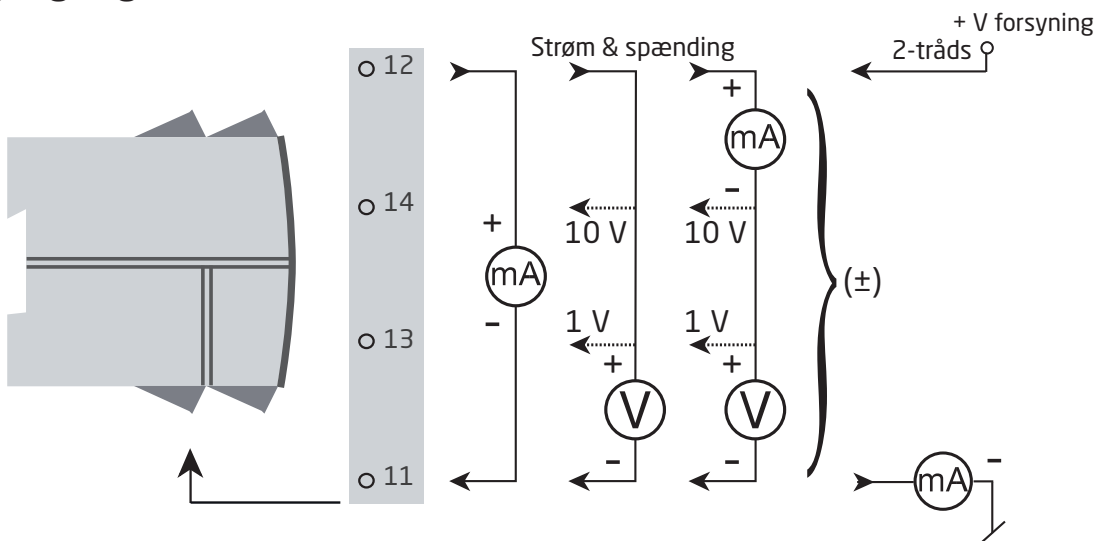 + V forsyning
Strøm & spænding
2-tråds
12
+
mA
-
14
+
10 V
10 V
mA
(±)
-
13
1 V
1 V
+
+
V
V
-
-
11
mA
-